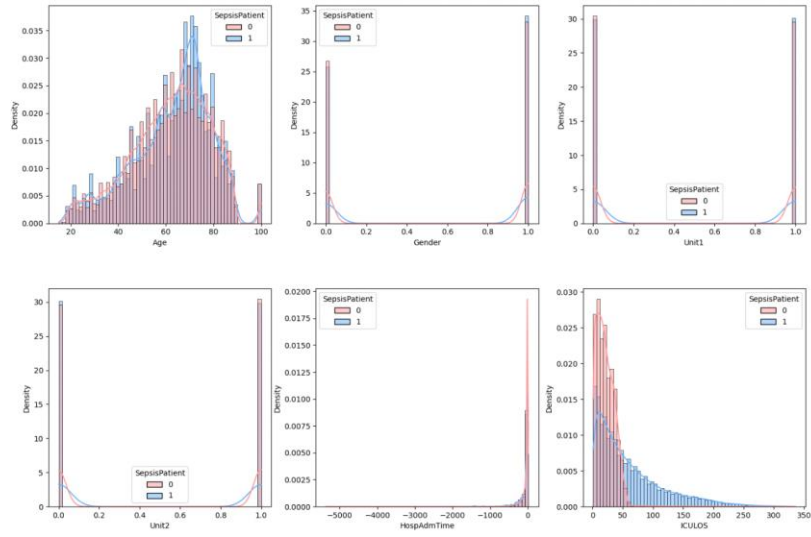 SepsisPatient
0
1
0.035
0.030
0.025
0.020
0.015
0.010
0.005
0.000
Density
20 40 60 80 100
Age
SepsisPatient
0
1
35
30
25
20
15
10
5
0
Density
0.0 0.2 0.4 0.6 0.8 1.0
Gender
30
25
20
15
10
5
0
Density
SepsisPatient
0
1
0.0 0.2 0.4 0.6 0.8 1.0
Unit1
30
25
20
15
10
5
0
Density
SepsisPatient
0
1
0.0 0.2 0.4 0.6 0.8 1.0
Unit2
SepsisPatient
0
1
0.0200
0.0175
0.0150
0.0125
0.0100
0.0075
0.0050
0.0025
0.0000
Density
−5000 −4000 −3000 −2000 −1000 0
HospAdmTime
SepsisPatient
0
1
0.030
0.025
0.020
0.015
0.010
0.005
0.000
Density
0 50 100 150 200 250 300 350
ICULOS